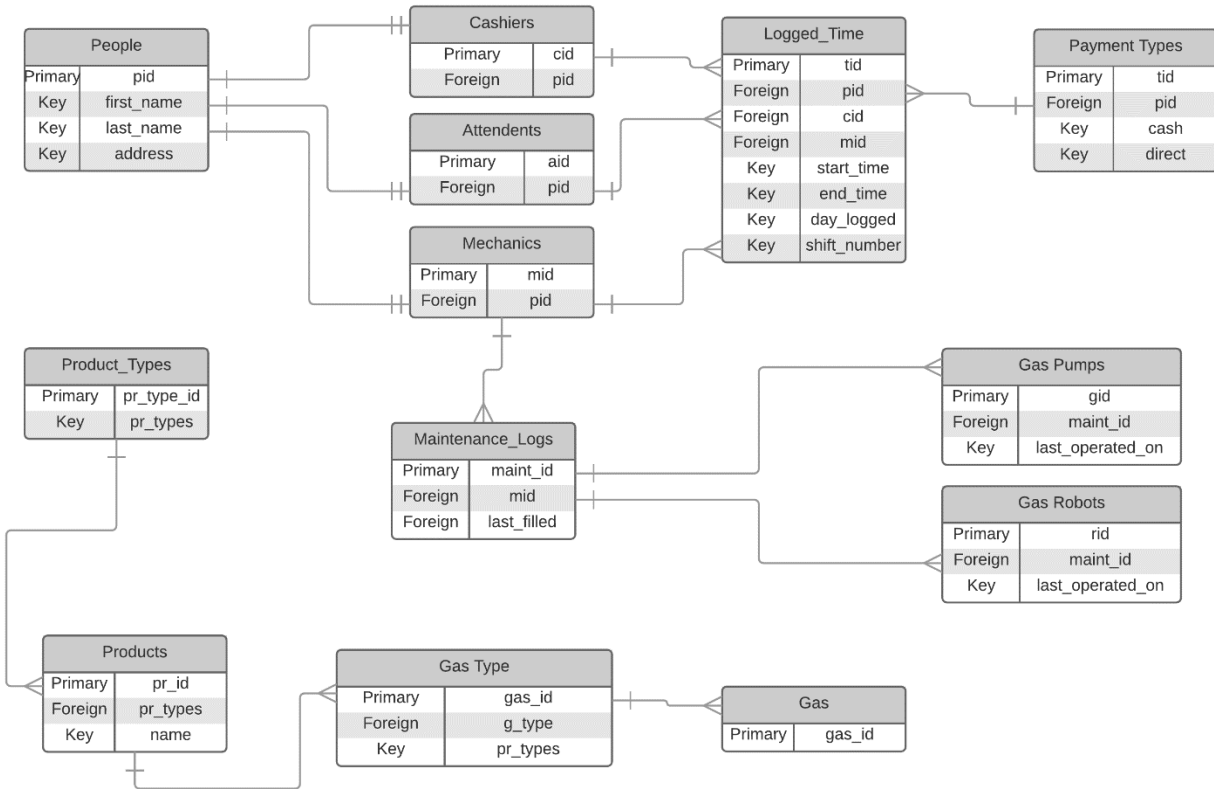 People
Primary pid
Key first_name
Key last_name
Key address
Cashiers
Primary cid
Foreign pid
Attendents
Primary aid
Foreign pid
Mechanics
Primary mid
Foreign pid
Logged_Time
Primary tid
Foreign pid
Foreign cid
Foreign mid
Key start_time
Key end_time
Key day_logged
Key shift_number
Payment Types
Primary tid
Foreign pid
Key cash
Key direct
Product_Types
Primary pr_type_id
Key pr_types
Maintenance_Logs
Primary maint_id
Foreign mid
Foreign last_filled
Gas Pumps
Primary gid
Foreign maint_id
Key last_operated_on
Gas Robots
Primary rid
Foreign maint_id
Key last_operated_on
Products
Primary pr_id
Foreign pr_types
Key name
Gas Type
Primary gas_id
Foreign g_type
Key pr_types
Gas
Primary gas_id